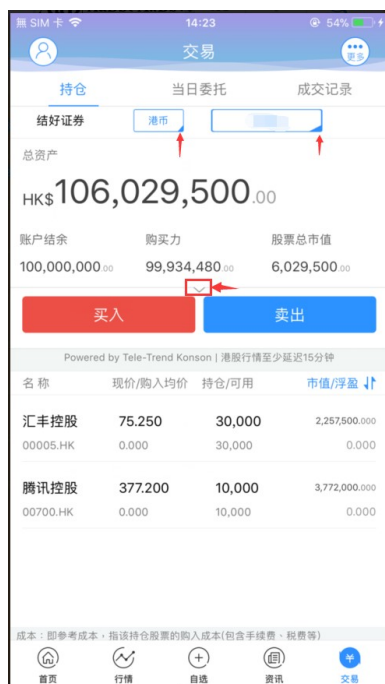 無 SIM 卡 14:23 54%
交易 更多
持仓 当日委托 成交记录
结好证券 港币
总资产
HK$106,029,500.00
账户结余 购买力 股票总市值
100,000,000.00 99,934,480.00 6,029,500.00
买入 卖出
Powered by Tele-Trend Konson | 港股行情至少延迟15分钟
名称 现价/购入均价 持仓/可用 市值/浮盈
汇丰控股 75.250 30,000 2,257,500.000
00005.HK 0.000 30,000 0.000
腾讯控股 377.200 10,000 3,772,000.000
00700.HK 0.000 10,000 0.000
成本：即参考成本，指该持仓股票的购入成本(包含手续费、税费等)
首页 行情 自选 资讯 交易